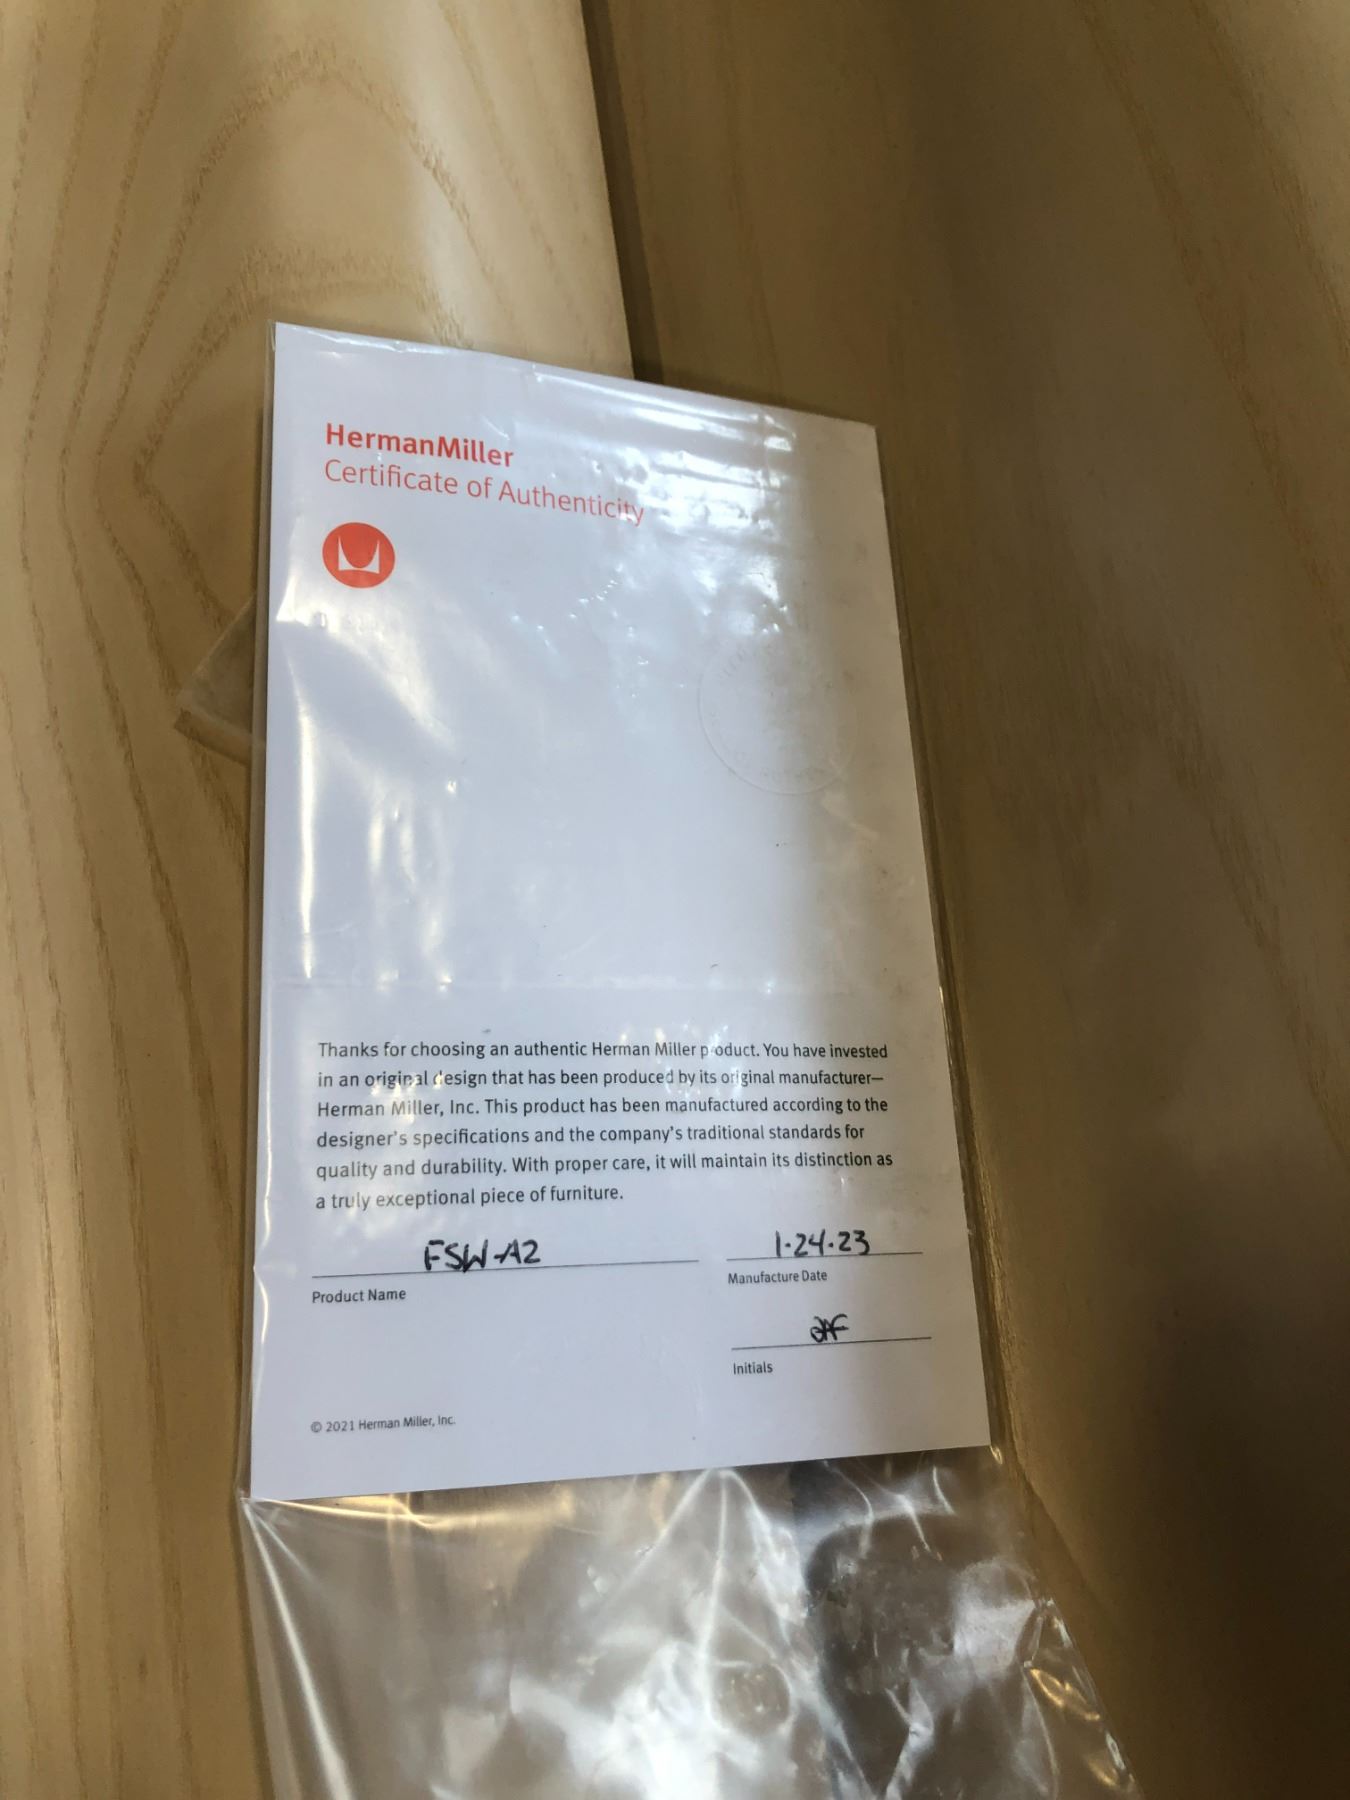 HermanMiller
Certificate of Authenticity
Thanks for choosing an authentic Herman Miller product. You have invested
in an original design that has been produced by its original manufacturer—
Herman Miller, Inc. This product has been manufactured according to the
designer's specifications and the company's traditional standards for
quality and durability. With proper care, it will maintain its distinction as
a truly exceptional piece of furniture.
FSW-A2
1-24-23
Product Name
Manufacture Date
Initials
© 2021 Herman Miller, Inc.